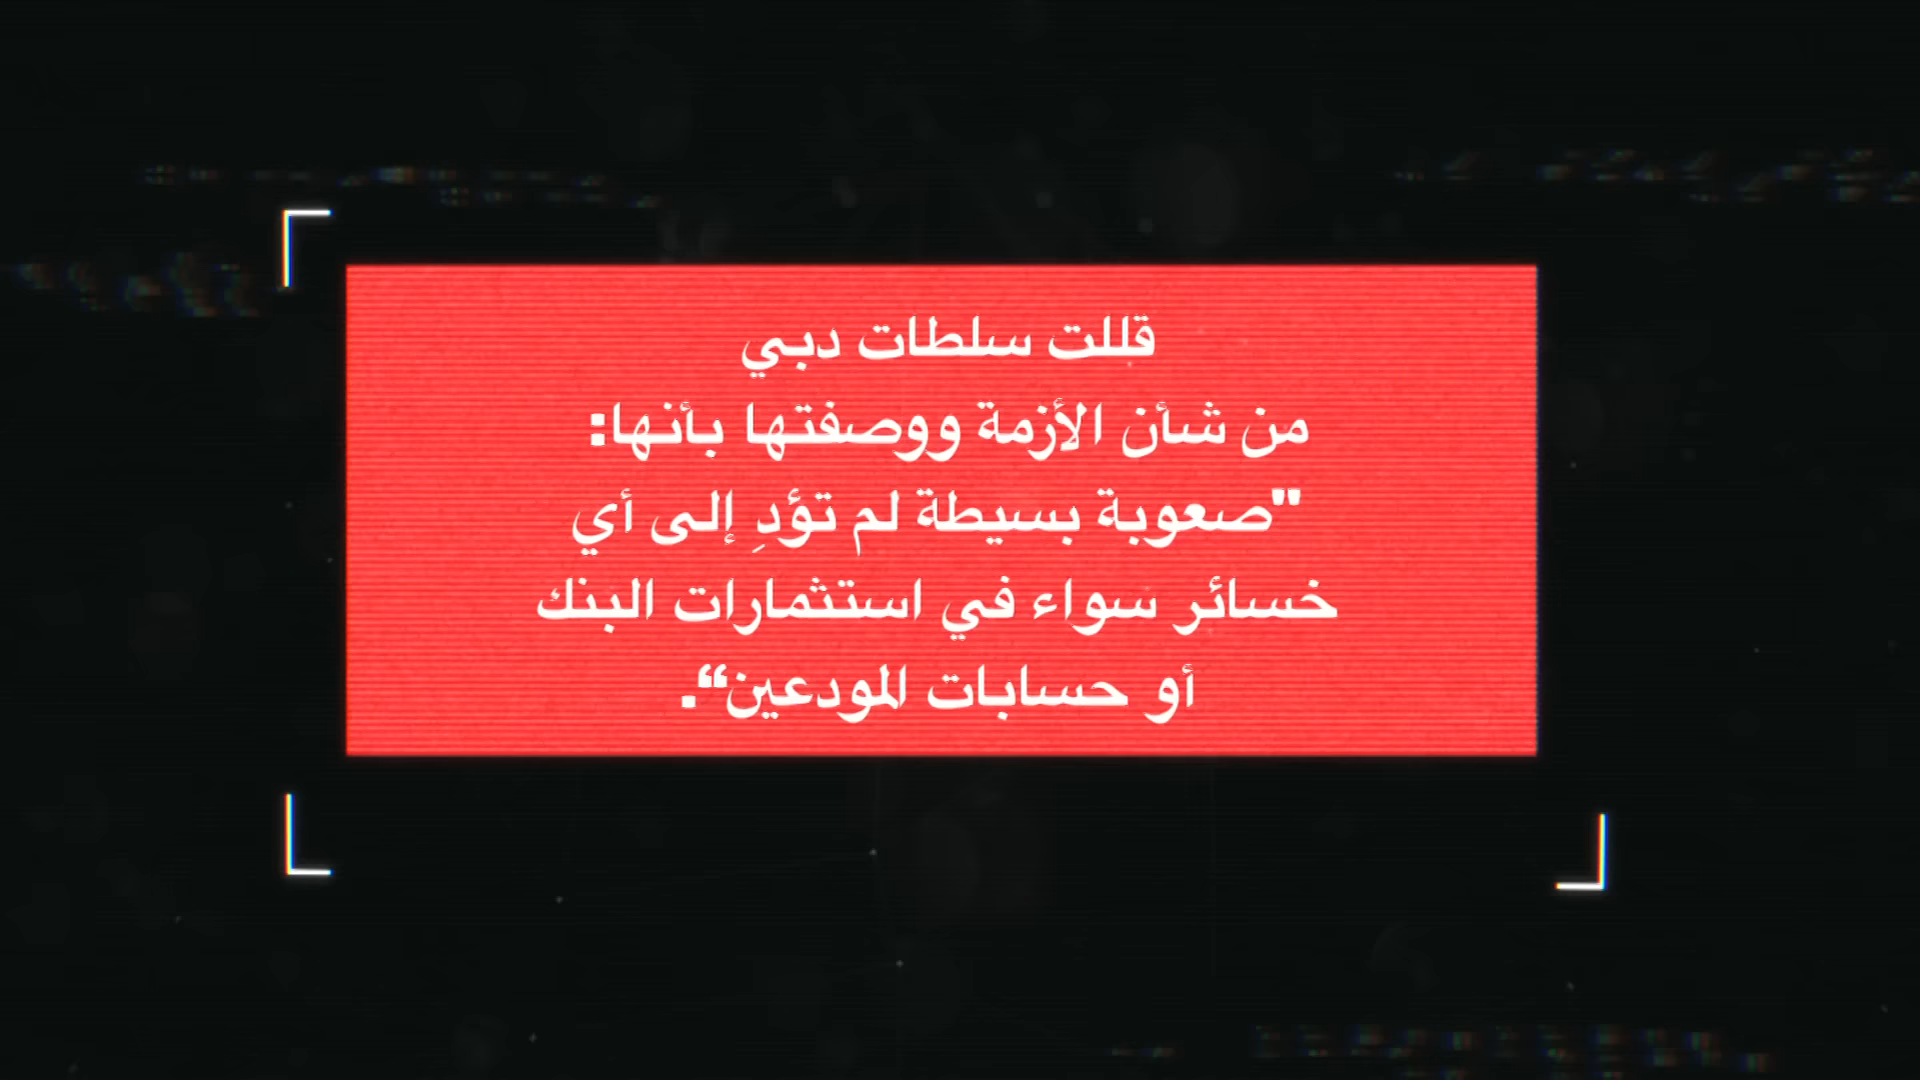 قللت سلطات دبي
من شأن الأزمة ووصفتها بأنها:
"صعوبة بسيطة لم تؤدِ إلى أي
خسائر سواء في استثمارات البنك
أو حسابات المودعين“.